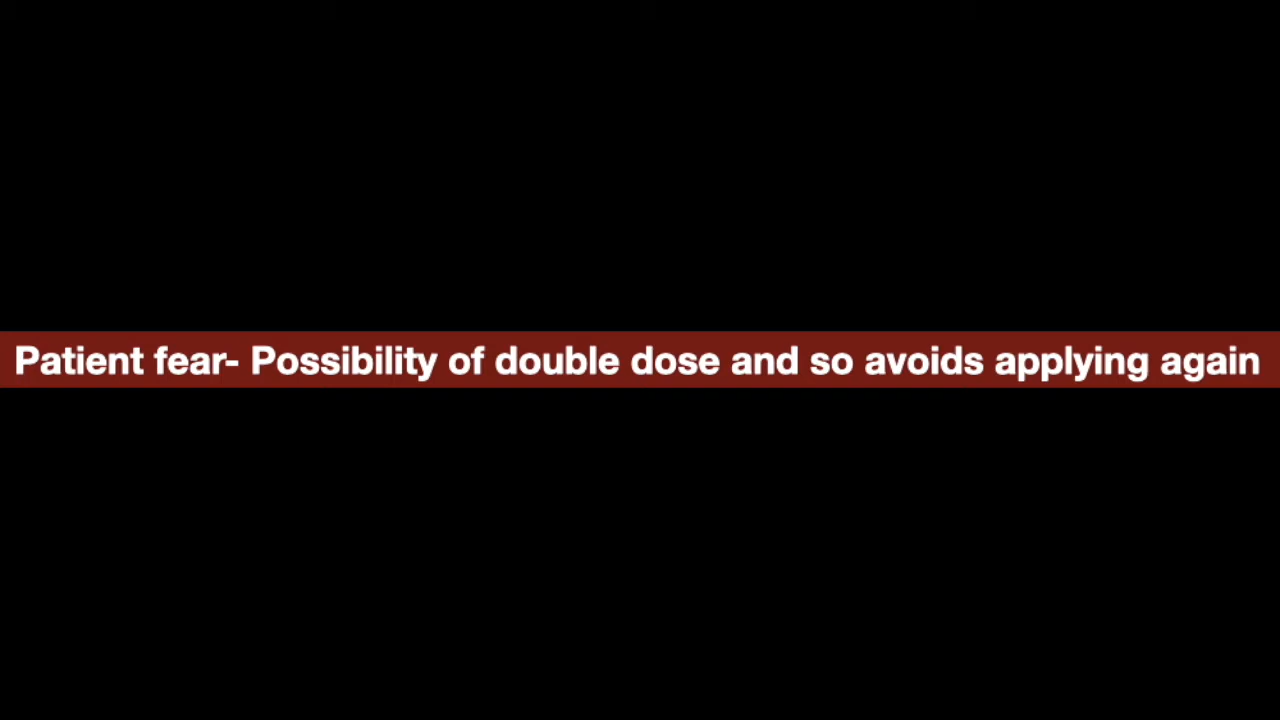 Patient fear- Possibility of double dose and so avoids applying again